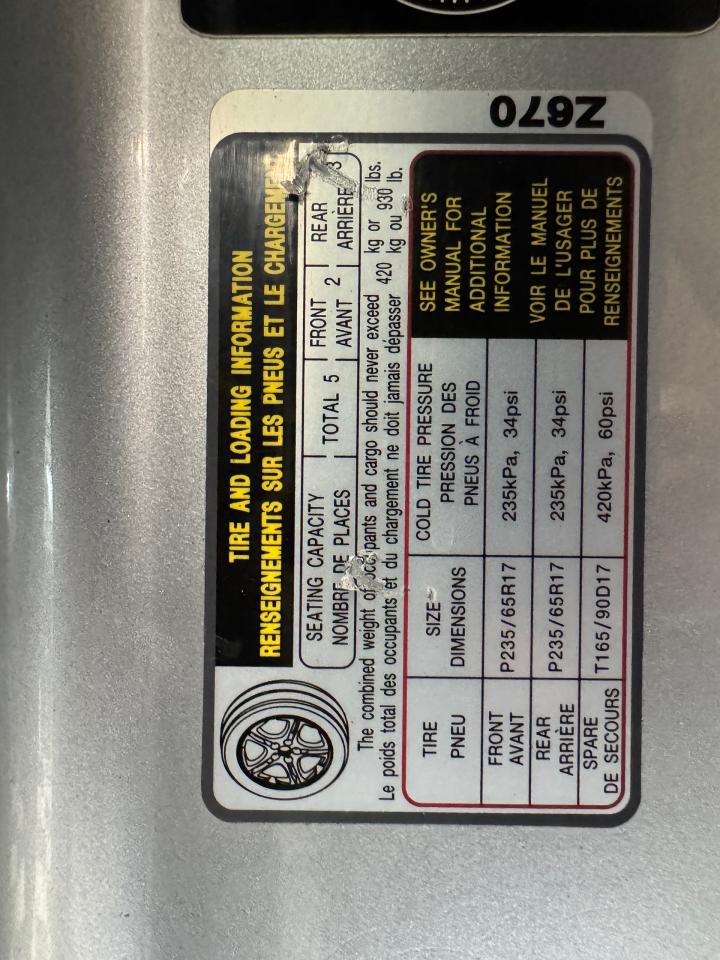 Z670
TIRE AND LOADING INFORMATION
RENSEIGNEMENTS SUR LES PNEUS ET LE CHARGEMENT
SEATING CAPACITY
NOMBRE DE PLACES
TOTAL 5
FRONT
AVANT 2
REAR
ARRIÈRE 3
The combined weight of occupants and cargo should never exceed 420 kg or 930 lbs.
Le poids total des occupants et du chargement ne doit jamais dépasser 420 kg ou 930 lb.
TIRE
PNEU
SIZE
DIMENSIONS
COLD TIRE PRESSURE
PRESSION DES
PNEUS À FROID
FRONT
AVANT
P235/65R17
235kPa, 34psi
REAR
ARRIÈRE
P235/65R17
235kPa, 34psi
SPARE
DE SECOURS
T165/90D17
420kPa, 60psi
SEE OWNER'S
MANUAL FOR
ADDITIONAL
INFORMATION
VOIR LE MANUEL
DE L'USAGER
POUR PLUS DE
RENSEIGNEMENTS